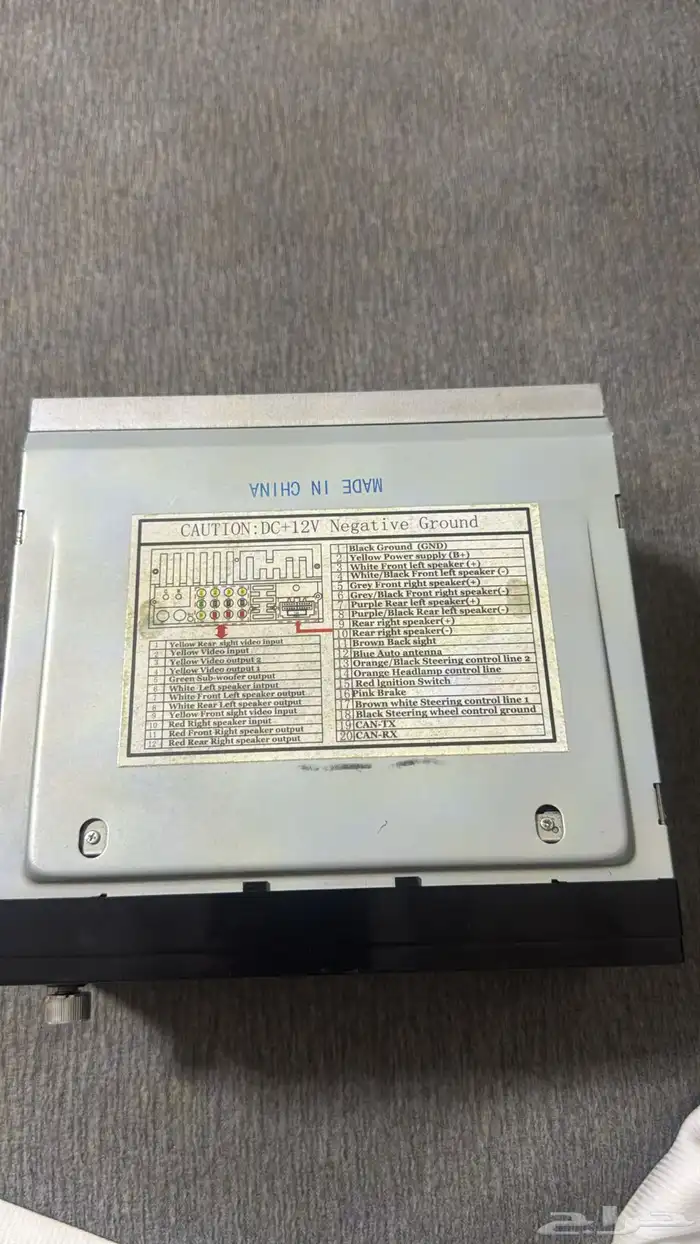 MADE IN CHINA
CAUTION:DC+12V Negative Ground
1 Black Ground (GND)
2 Yellow Power supply (B+)
3 White Front left speaker (+)
4 White/Black Front left speaker (-)
5 Grey Front right speaker(+)
6 Grey/Black Front right speaker(-)
7 Purple Rear left speaker(+)
8 Purple/Black Rear left speaker(-)
9 Rear right speaker(+)
10 Rear right speaker(-)
11 Brown Back sight
12 Blue Auto antenna
13 Orange/Black Steering control line 2
14 Orange Headlamp control line
15 Red Ignition Switch
16 Pink Brake
17 Brown white Steering control line 1
18 Black Steering wheel control ground
19 CAN-TX
20 CAN-RX
1 Yellow Rear sight video input
2 Yellow Video input
3 Yellow Video output 2
4 Yellow Video output 1
5 Green Sub-woofer output
6 White Left speaker intput
7 White Front Left speaker output
8 White Rear Left speaker output
9 Yellow Front sight video input
10 Red Right speaker input
11 Red Front Right speaker output
12 Red Rear Right speaker output
حراج